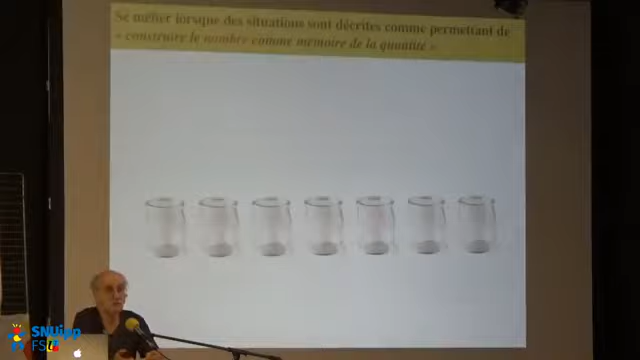 Se méfier lorsque des situations sont décrites comme permettant de
« construire le nombre comme mémoire de la quantité »
SNUipp
FSU